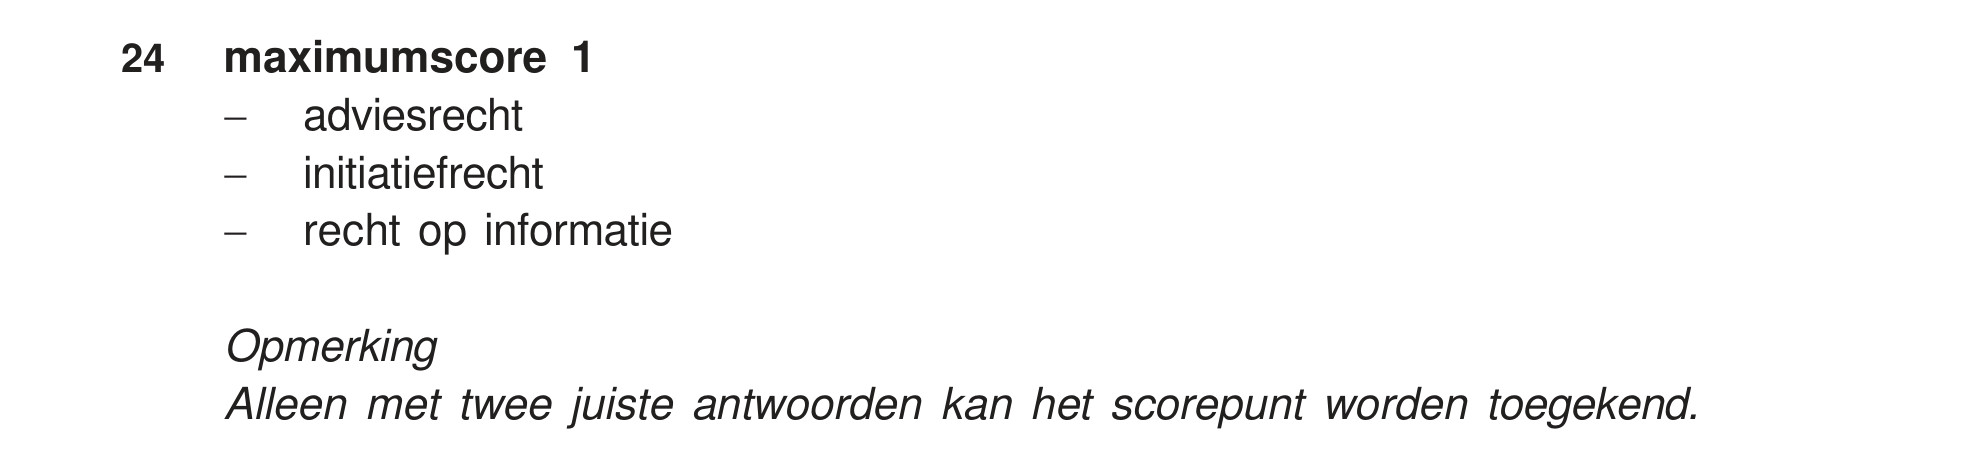 24 maximumscore 1
– adviesrecht
– initiatiefrecht
– recht op informatie
Opmerking
Alleen met twee juiste antwoorden kan het scorepunt worden toegekend.